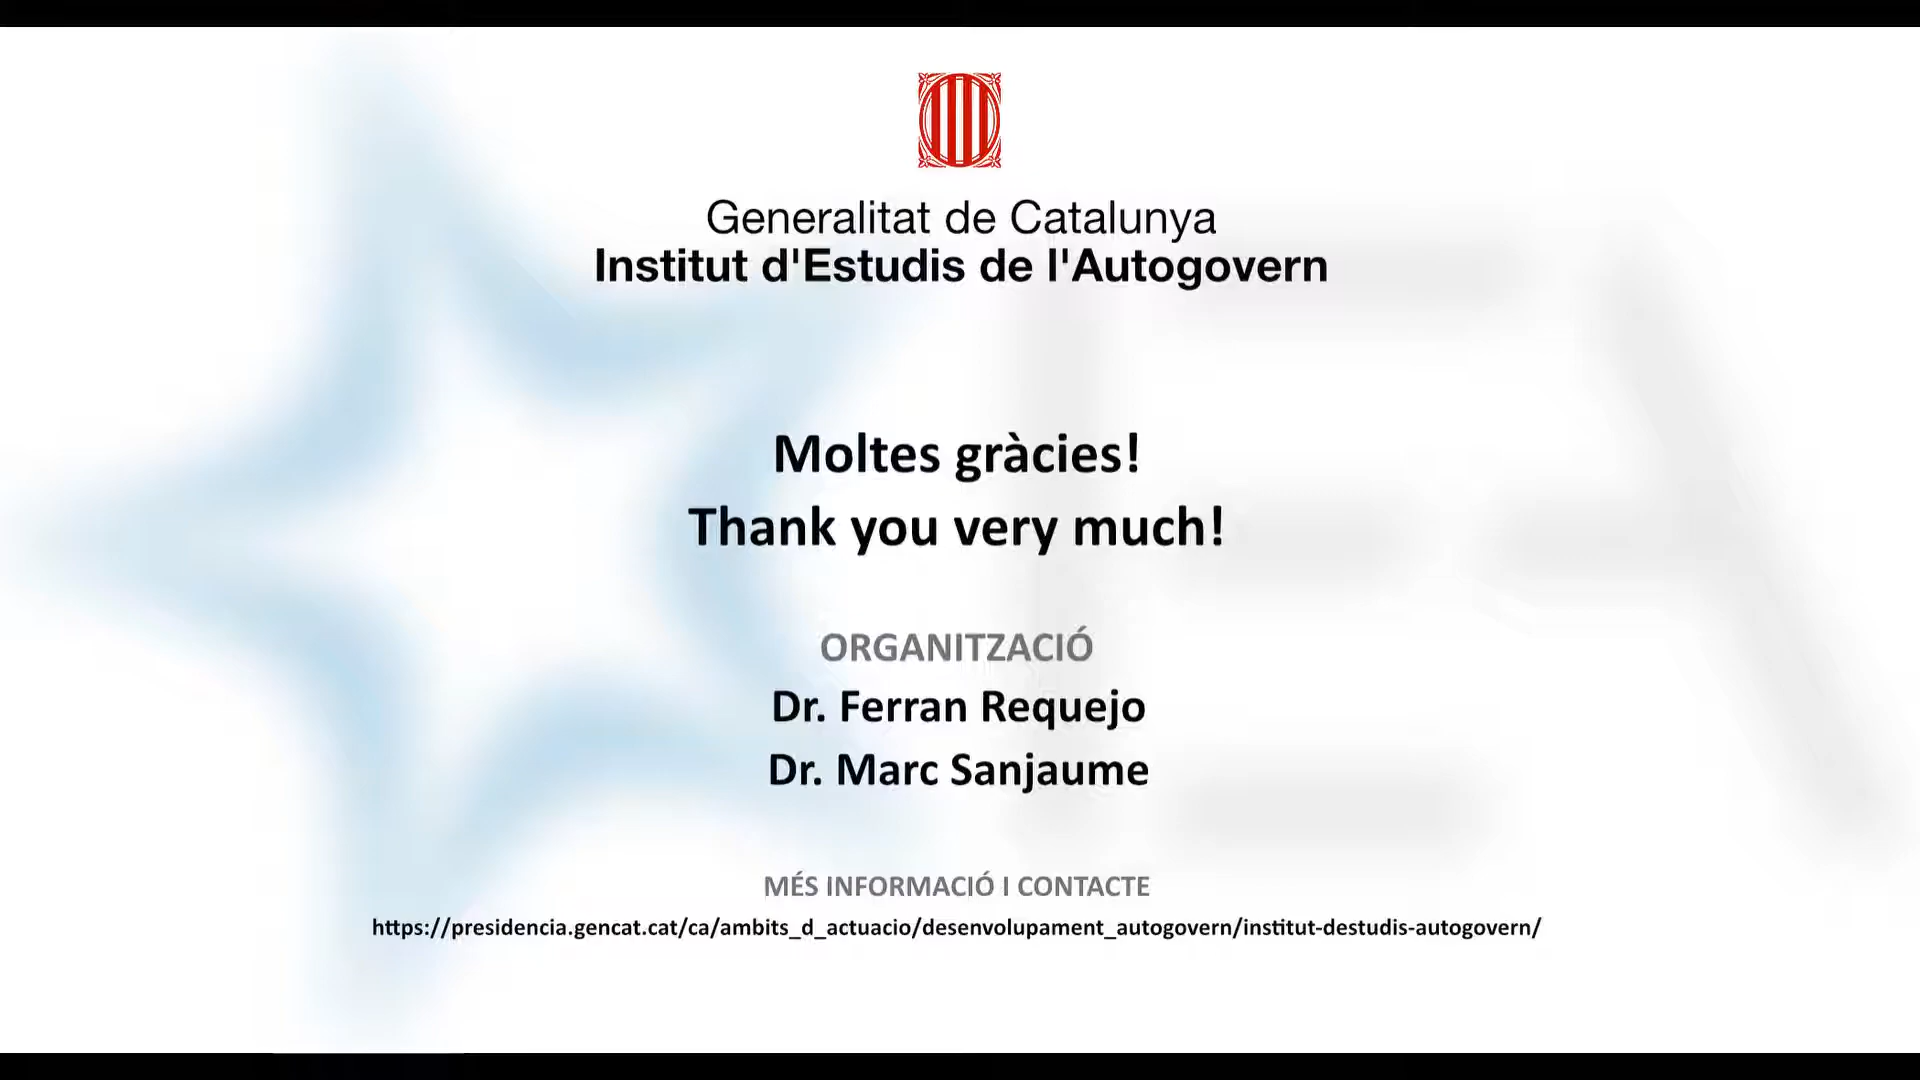 Generalitat de Catalunya
Institut d'Estudis de l'Autogovern
Moltes gràcies!
Thank you very much!
ORGANITZACIÓ
Dr. Ferran Requejo
Dr. Marc Sanjaume
MÉS INFORMACIÓ I CONTACTE
https://presidencia.gencat.cat/ca/ambits_d_actuacio/desenvolupament_autogovern/institut-destudis-autogovern/